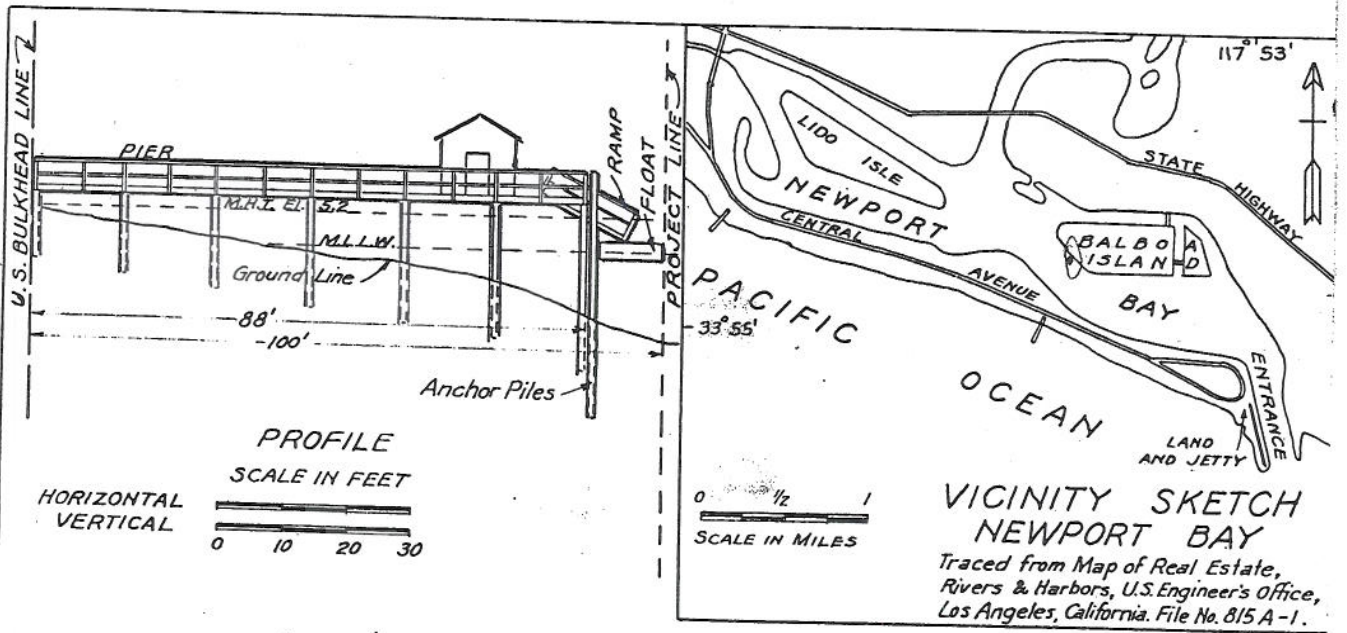 U.S. BULKHEAD LINE
PIER
RAMP
FLOAT
PROJECT LINE
M.H.T. EL. 5.2
M.L.L.W.
Ground Line
88'
100'
Anchor Piles
PROFILE
SCALE IN FEET
HORIZONTAL
VERTICAL
0 10 20 30
117° 53'
LIDO
ISLE
STATE
HIGHWAY
NEWPORT
CENTRAL
AVENUE
BALBO A
ISLAN D
BAY
PACIFIC
33° 55'
OCEAN
ENTRANCE
LAND
AND JETTY
0 1/2 1
SCALE IN MILES
VICINITY SKETCH
NEWPORT BAY
Traced from Map of Real Estate,
Rivers & Harbors, U.S. Engineer's Office,
Los Angeles, California. File No. 815 A-1.